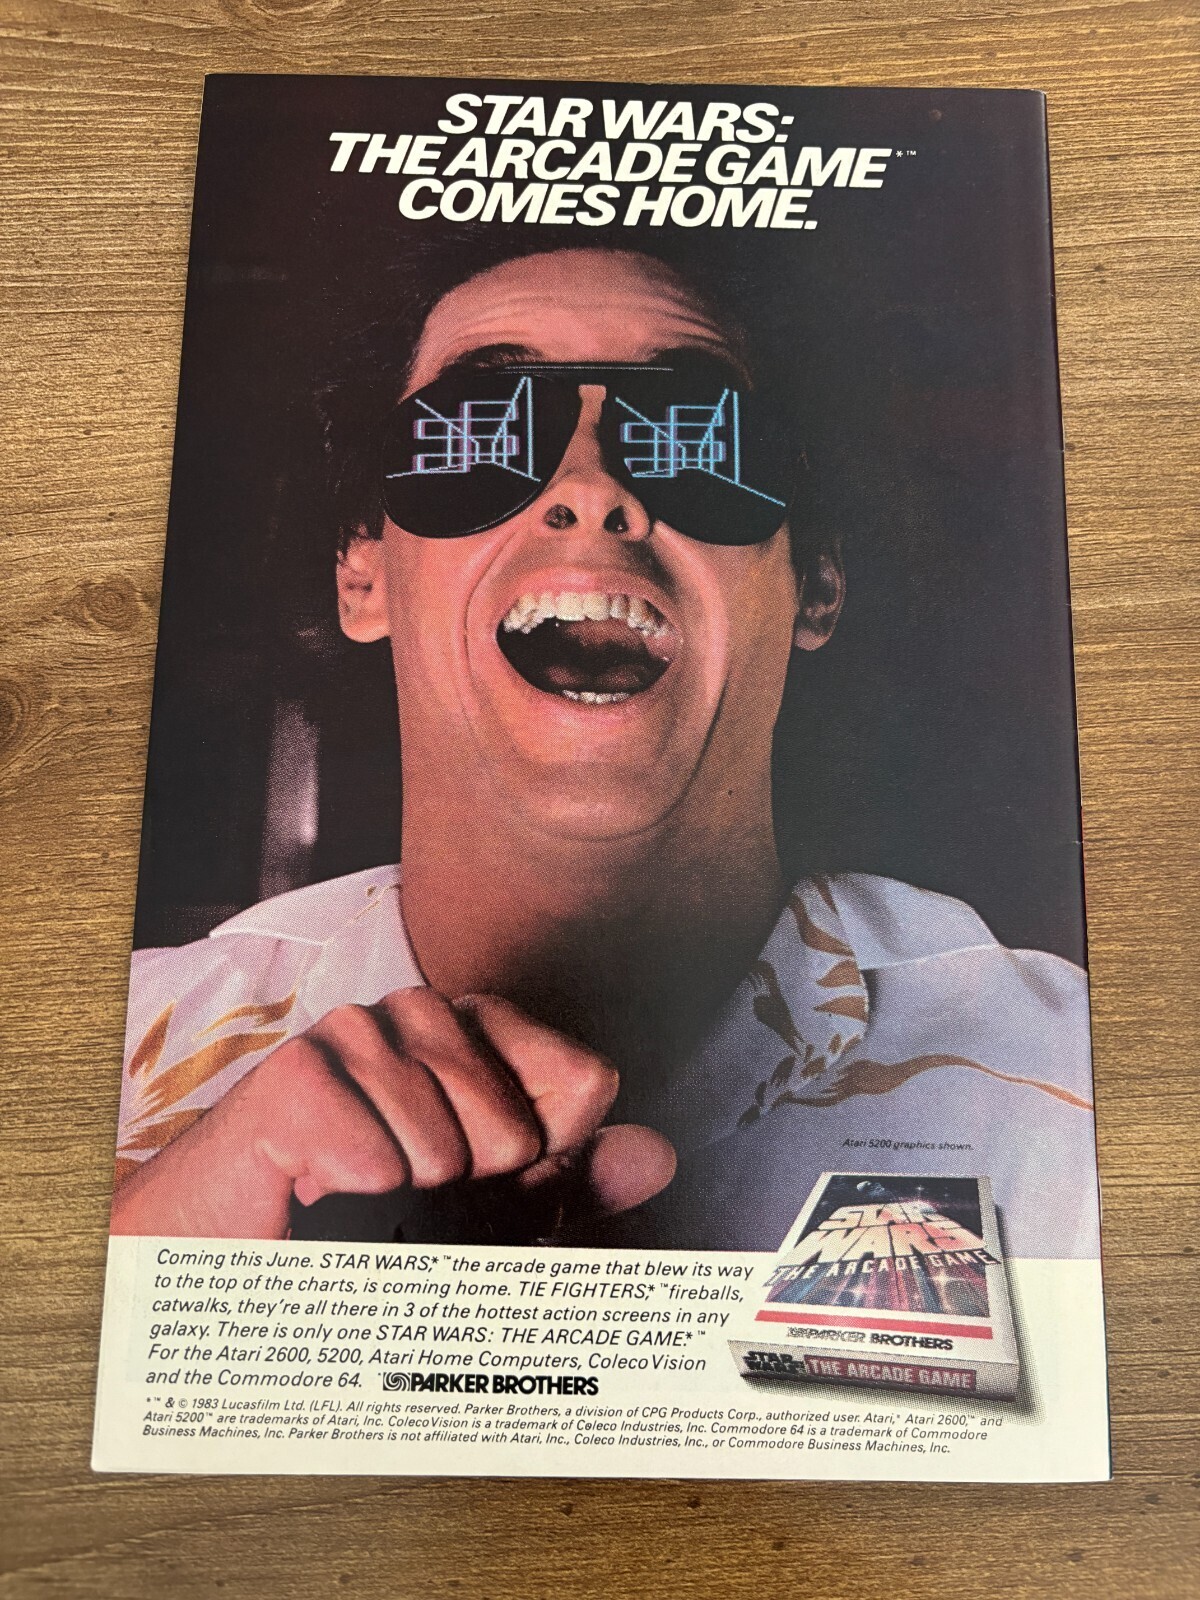 STAR WARS:
THE ARCADE GAME*™
COMES HOME.
Atari 5200 graphics shown.
STAR
WARS
THE ARCADE GAME
PARKER BROTHERS
STAR
WARS THE ARCADE GAME
Coming this June. STAR WARS,*™ the arcade game that blew its way
to the top of the charts, is coming home. TIE FIGHTERS,*™ fireballs,
catwalks, they're all there in 3 of the hottest action screens in any
galaxy. There is only one STAR WARS: THE ARCADE GAME.*™
For the Atari 2600, 5200, Atari Home Computers, ColecoVision
and the Commodore 64. PARKER BROTHERS
*™ & © 1983 Lucasfilm Ltd. (LFL). All rights reserved. Parker Brothers, a division of CPG Products Corp., authorized user. Atari,® Atari 2600,™ and
Atari 5200™ are trademarks of Atari, Inc. ColecoVision is a trademark of Coleco Industries, Inc. Commodore 64 is a trademark of Commodore
Business Machines, Inc. Parker Brothers is not affiliated with Atari, Inc., Coleco Industries, Inc., or Commodore Business Machines, Inc.